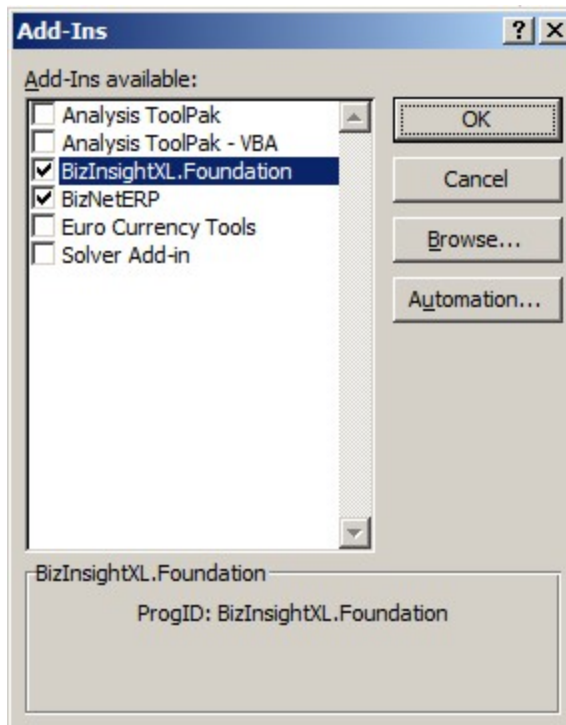 Add-Ins
Add-Ins available:
Analysis ToolPak
Analysis ToolPak - VBA
BizInsightXL.Foundation
BizNetERP
Euro Currency Tools
Solver Add-in
OK
Cancel
Browse...
Automation...
BizInsightXL.Foundation
ProgID: BizInsightXL.Foundation